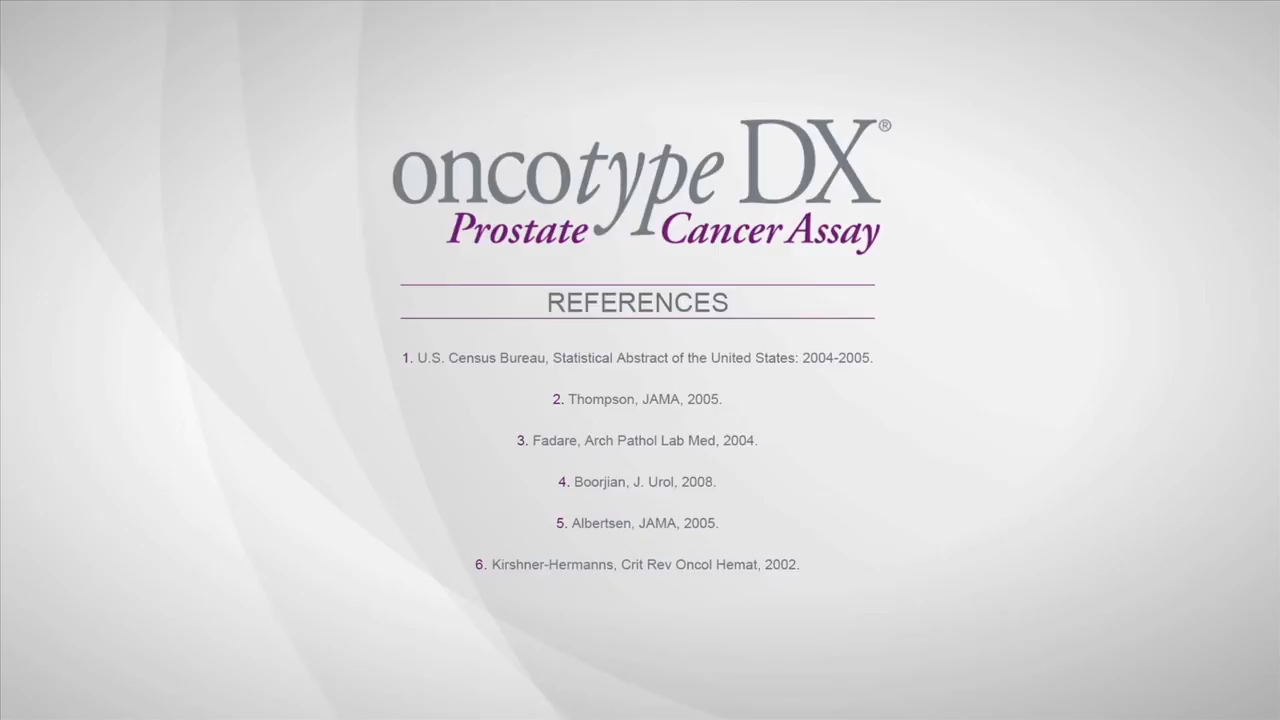 oncotype DX®
Prostate Cancer Assay
REFERENCES
1. U.S. Census Bureau, Statistical Abstract of the United States: 2004-2005.
2. Thompson, JAMA, 2005.
3. Fadare, Arch Pathol Lab Med, 2004.
4. Boorjian, J. Urol, 2008.
5. Albertsen, JAMA, 2005.
6. Kirshner-Hermanns, Crit Rev Oncol Hemat, 2002.